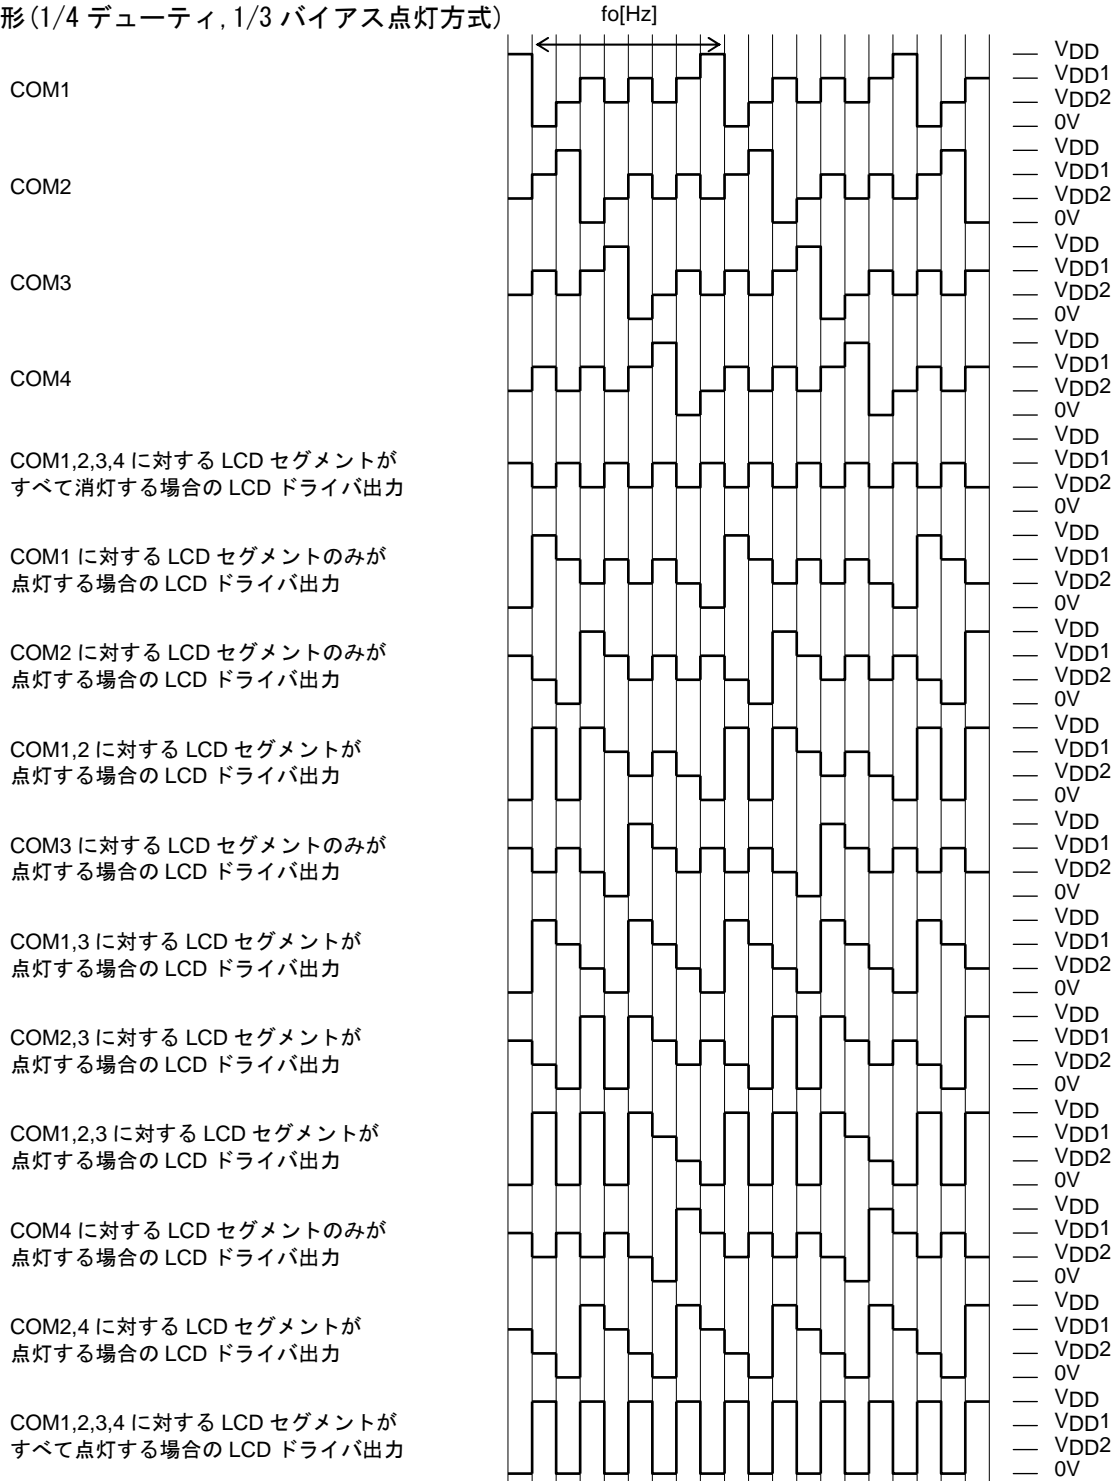 形(1/4 デューティ,1/3 バイアス点灯方式)
fo[Hz]
COM1
VDD
VDD1
VDD2
0V
COM2
VDD
VDD1
VDD2
0V
COM3
VDD
VDD1
VDD2
0V
COM4
VDD
VDD1
VDD2
0V
COM1,2,3,4 に対する LCD セグメントが
すべて消灯する場合の LCD ドライバ出力
VDD
VDD1
VDD2
0V
COM1 に対する LCD セグメントのみが
点灯する場合の LCD ドライバ出力
VDD
VDD1
VDD2
0V
COM2 に対する LCD セグメントのみが
点灯する場合の LCD ドライバ出力
VDD
VDD1
VDD2
0V
COM1,2 に対する LCD セグメントが
点灯する場合の LCD ドライバ出力
VDD
VDD1
VDD2
0V
COM3 に対する LCD セグメントのみが
点灯する場合の LCD ドライバ出力
VDD
VDD1
VDD2
0V
COM1,3 に対する LCD セグメントが
点灯する場合の LCD ドライバ出力
VDD
VDD1
VDD2
0V
COM2,3 に対する LCD セグメントが
点灯する場合の LCD ドライバ出力
VDD
VDD1
VDD2
0V
COM1,2,3 に対する LCD セグメントが
点灯する場合の LCD ドライバ出力
VDD
VDD1
VDD2
0V
COM4 に対する LCD セグメントのみが
点灯する場合の LCD ドライバ出力
VDD
VDD1
VDD2
0V
COM2,4 に対する LCD セグメントが
点灯する場合の LCD ドライバ出力
VDD
VDD1
VDD2
0V
COM1,2,3,4 に対する LCD セグメントが
すべて点灯する場合の LCD ドライバ出力
VDD
VDD1
VDD2
0V